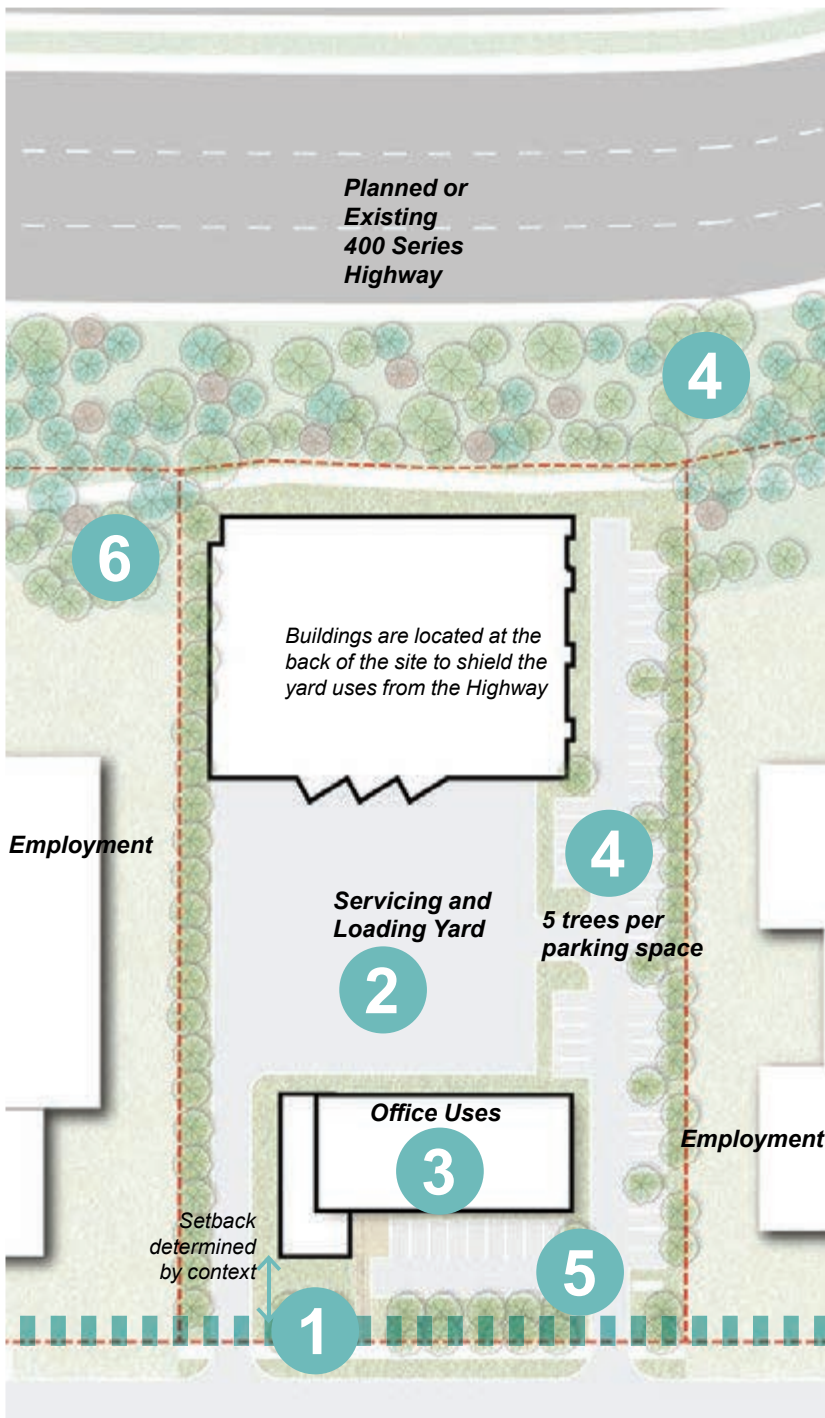 Planned or
Existing
400 Series
Highway
4
6
Buildings are located at the
back of the site to shield the
yard uses from the Highway
Employment
4
Servicing and
Loading Yard
5 trees per
parking space
2
Office Uses
3
Employment
Setback
determined
by context
5
1